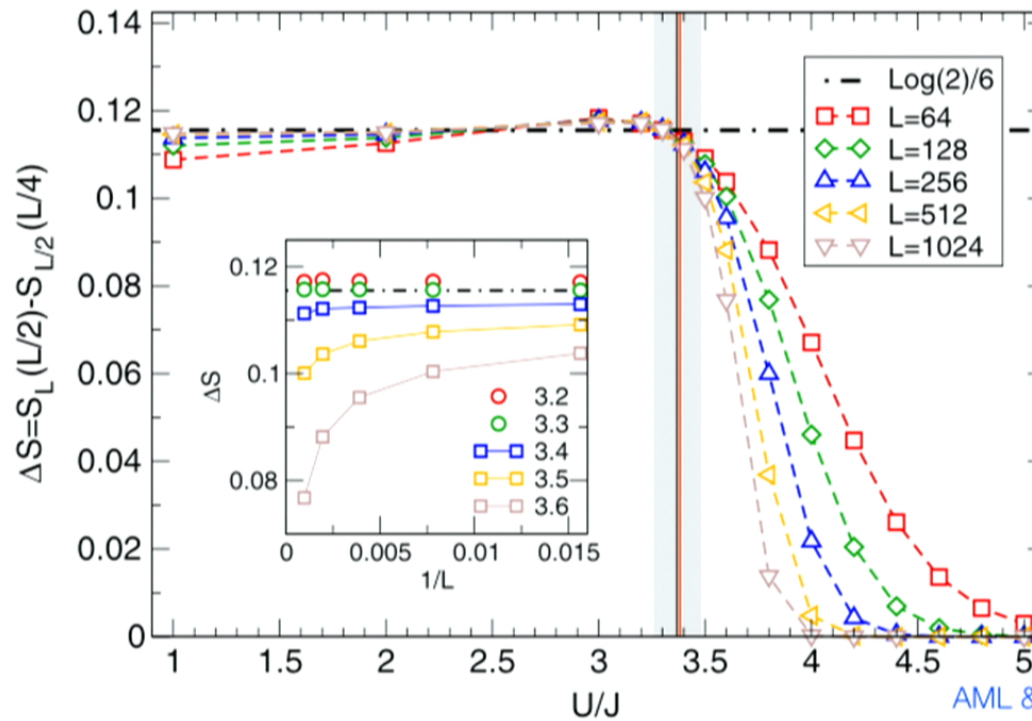 0.14
0.12
0.1
0.08
0.06
0.04
0.02
0
ΔS=S_L(L/2)-S_{L/2}(L/4)
Log(2)/6
L=64
L=128
L=256
L=512
L=1024
0.12
0.1
0.08
ΔS
3.2
3.3
3.4
3.5
3.6
0 0.005 0.01 0.015
1/L
1 1.5 2 2.5 3 3.5 4 4.5 5
U/J
AML &